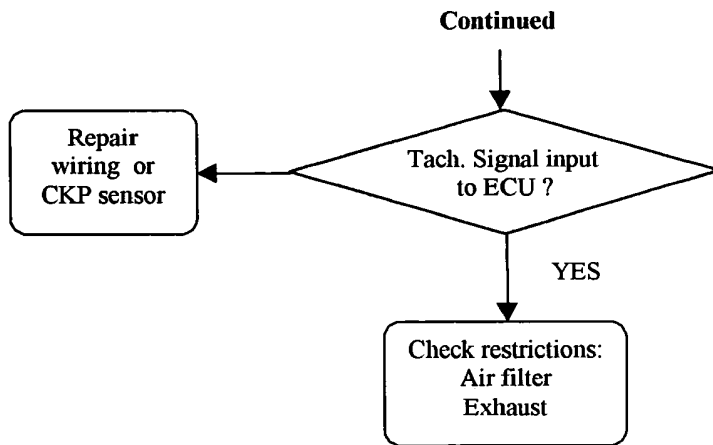 Continued
Tach. Signal input
to ECU ?
Repair
wiring or
CKP sensor
YES
Check restrictions:
Air filter
Exhaust